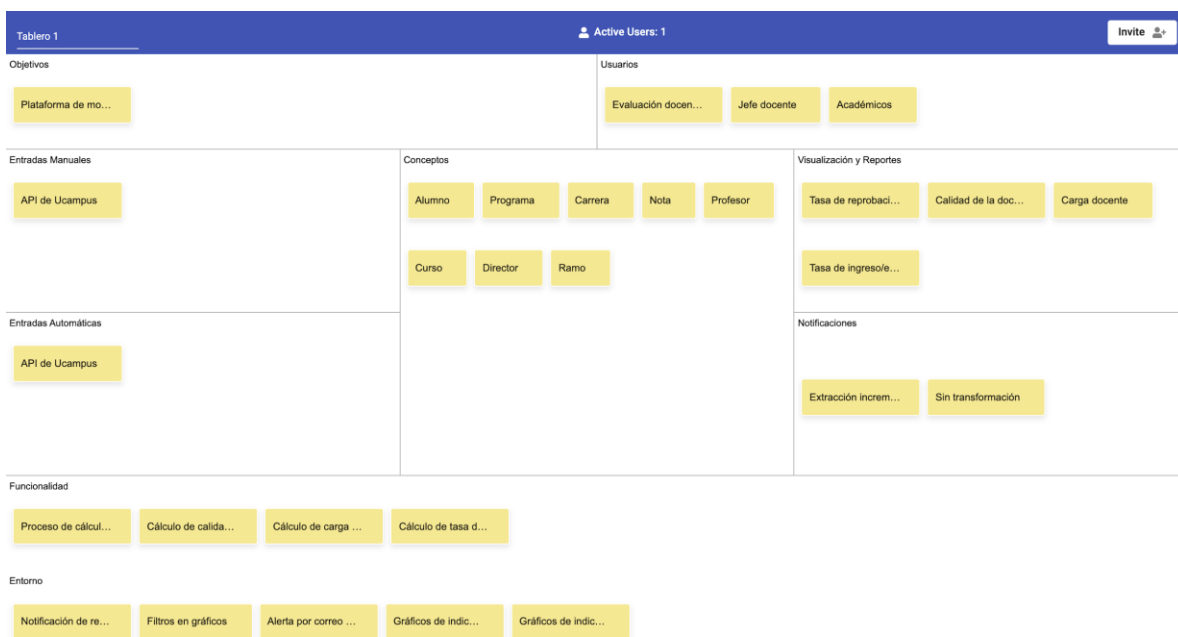 Tablero 1
Active Users: 1
Invite
Objetivos
Plataforma de mo...
Usuarios
Evaluación docen...
Jefe docente
Académicos
Entradas Manuales
API de Ucampus
Conceptos
Alumno
Programa
Carrera
Nota
Profesor
Curso
Director
Ramo
Visualización y Reportes
Tasa de reprobaci...
Calidad de la doc...
Carga docente
Tasa de ingreso/e...
Entradas Automáticas
API de Ucampus
Notificaciones
Extracción increm...
Sin transformación
Funcionalidad
Proceso de cálcul...
Cálculo de calida...
Cálculo de carga ...
Cálculo de tasa d...
Entorno
Notificación de re...
Filtros en gráficos
Alerta por correo ...
Gráficos de indic...
Gráficos de indic...